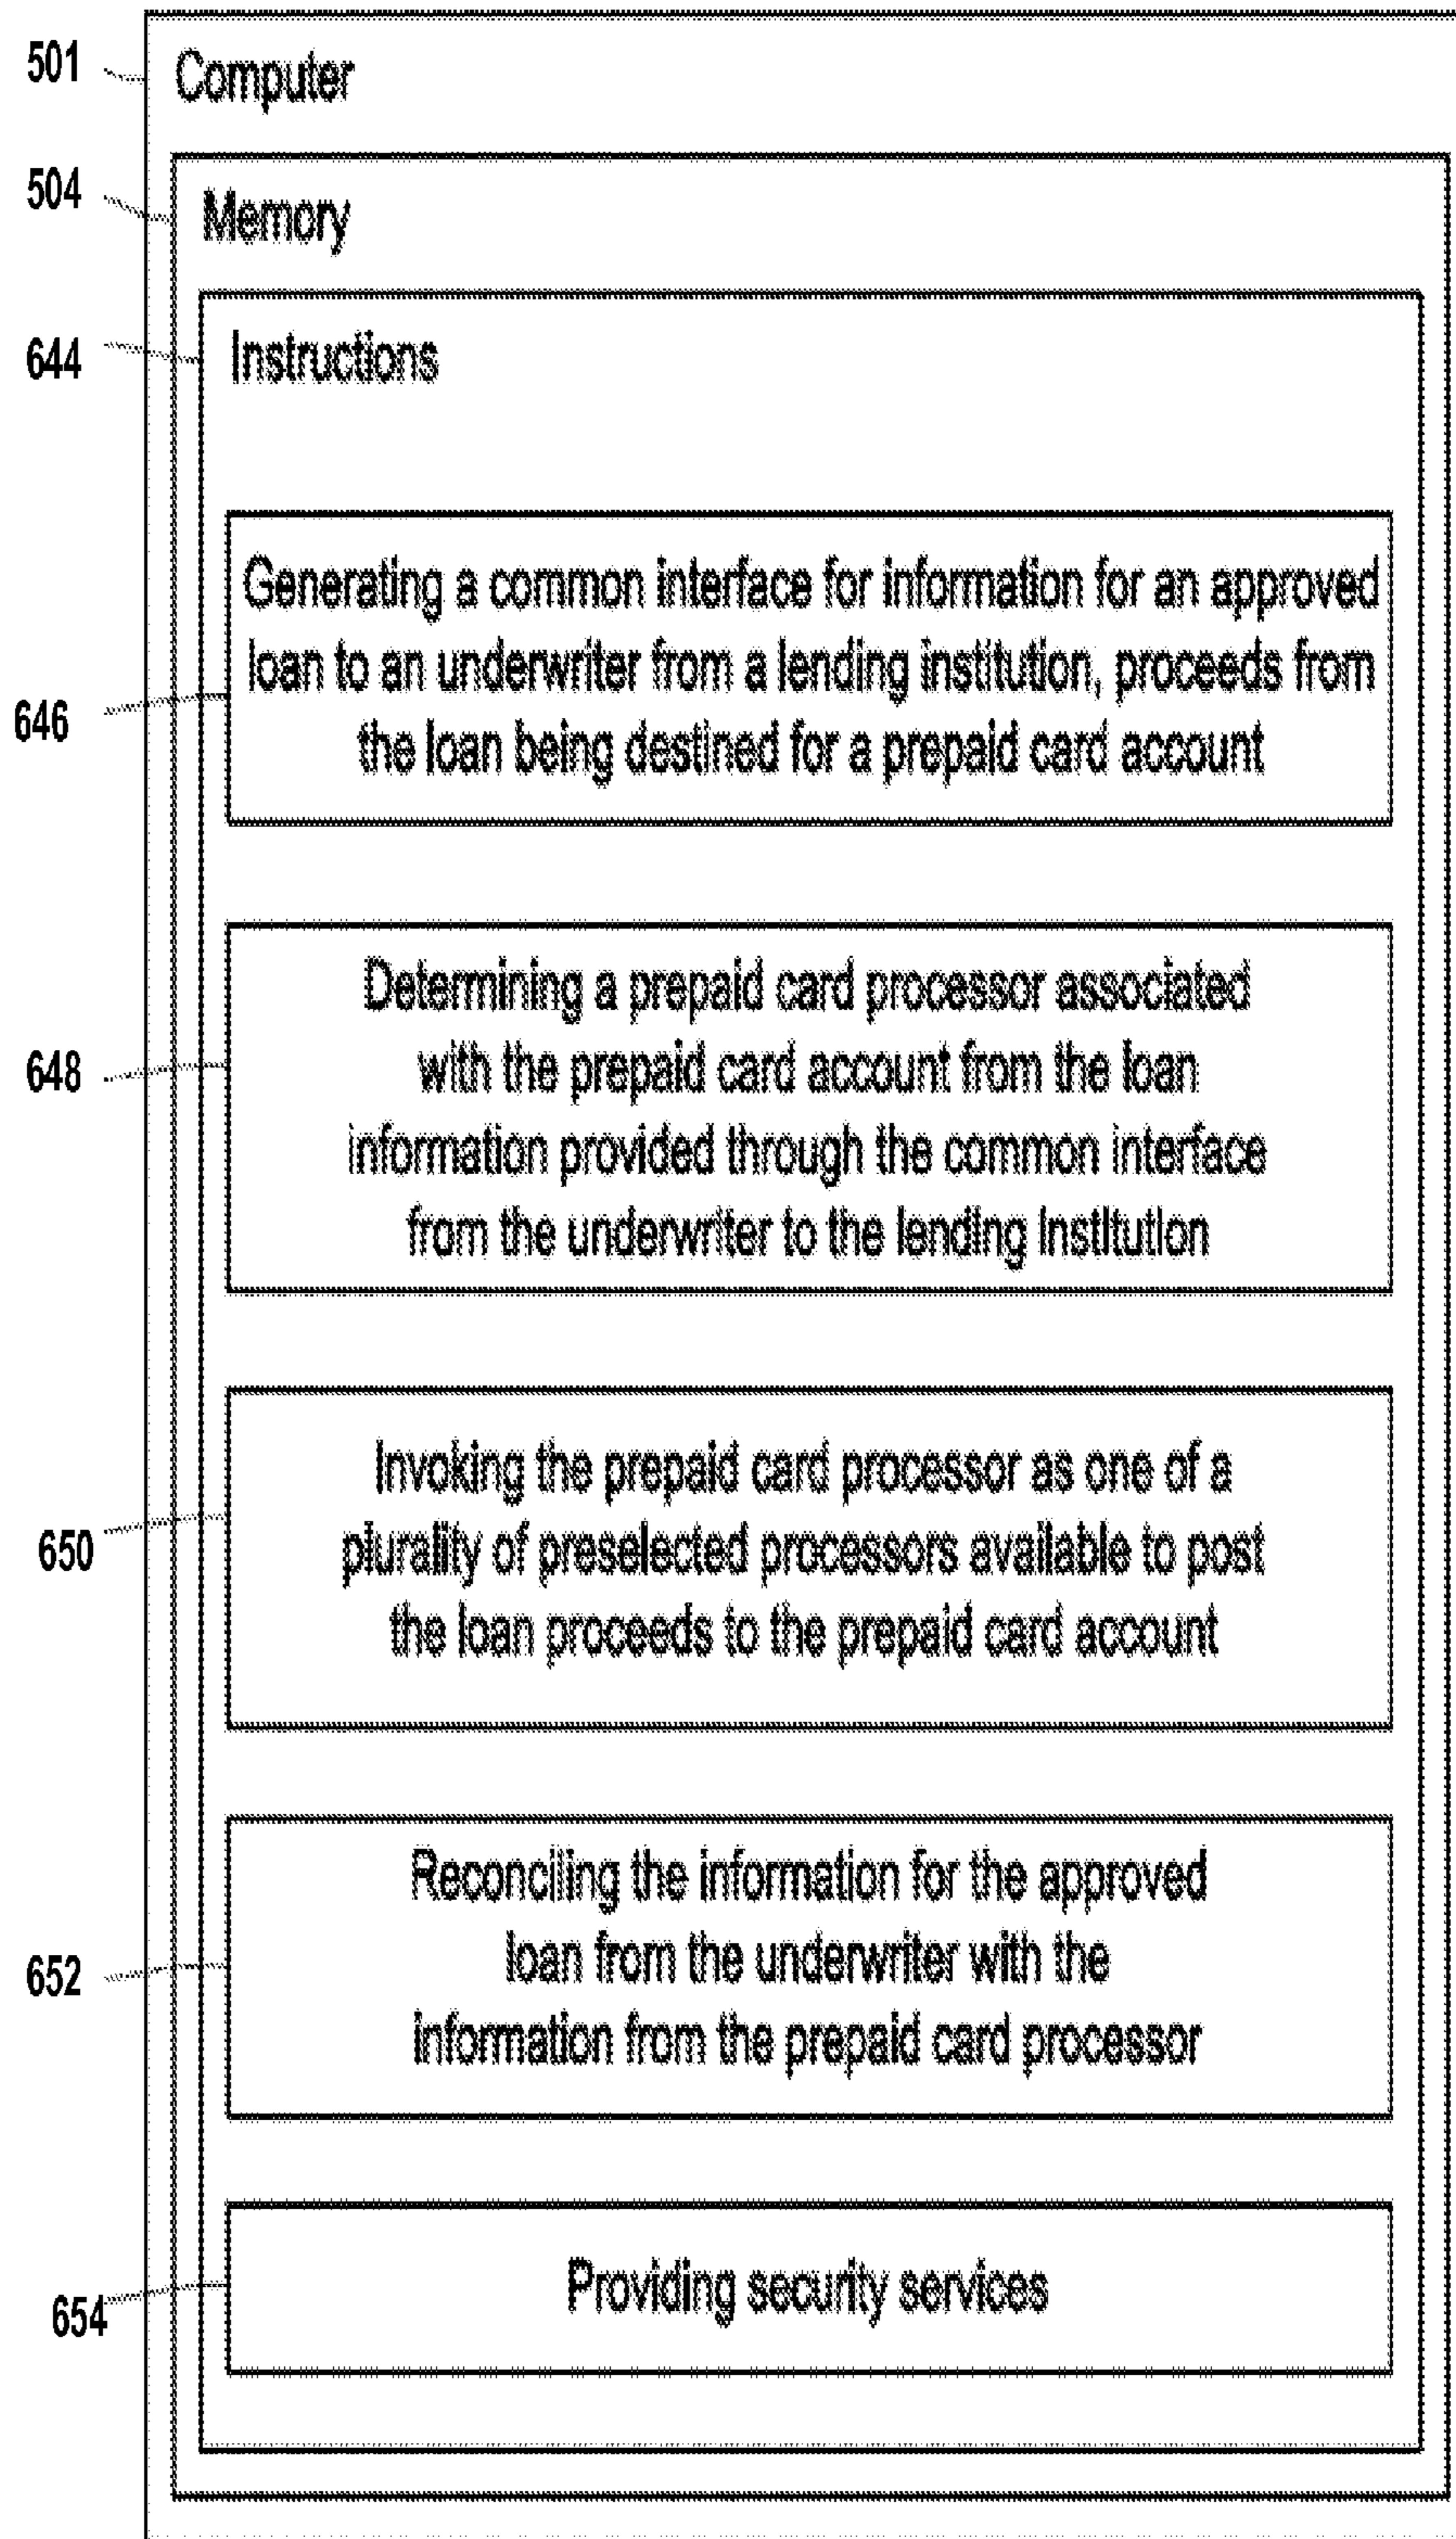 501 Computer
504 Memory
644 Instructions
Generating a common interface for information for an approved
loan to an underwriter from a lending institution, proceeds from
646
the loan being destined for a prepaid card account
Determining a prepaid card processor associated
648 with the prepaid card account from the loan
information provided through the common interface
from the underwriter to the lending institution
Invoking the prepaid card processor as one of a
650 plurality of preselected processors available to post
the loan proceeds to the prepaid card account
Reconciling the information for the approved
652 loan from the underwriter with the
information from the prepaid card processor
654 Providing security services